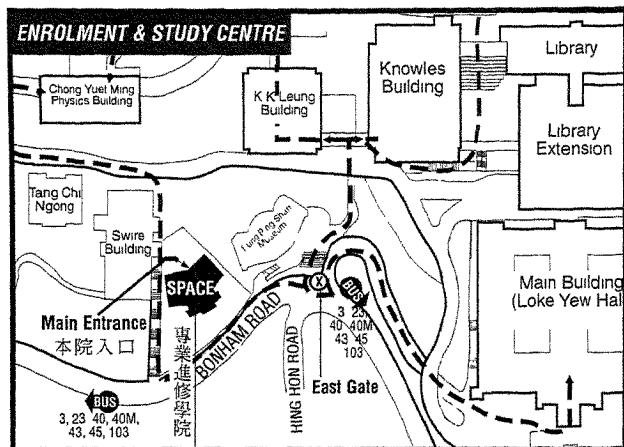 ENROLMENT & STUDY CENTRE
Chong Yuet Ming
Physics Building
K K Leung
Building
Knowles
Building
Library
Library
Extension
Tang Chi
Ngong
Swire
Building
Fung Ping Shan
Museum
SPACE
Main Entrance
本院入口
專業進修學院
BONHAM ROAD
HING HON ROAD
X
East Gate
BUS
3 23
40 40M
43 45
103
Main Building
(Loke Yew Hal
BUS
3, 23 40, 40M,
43, 45, 103